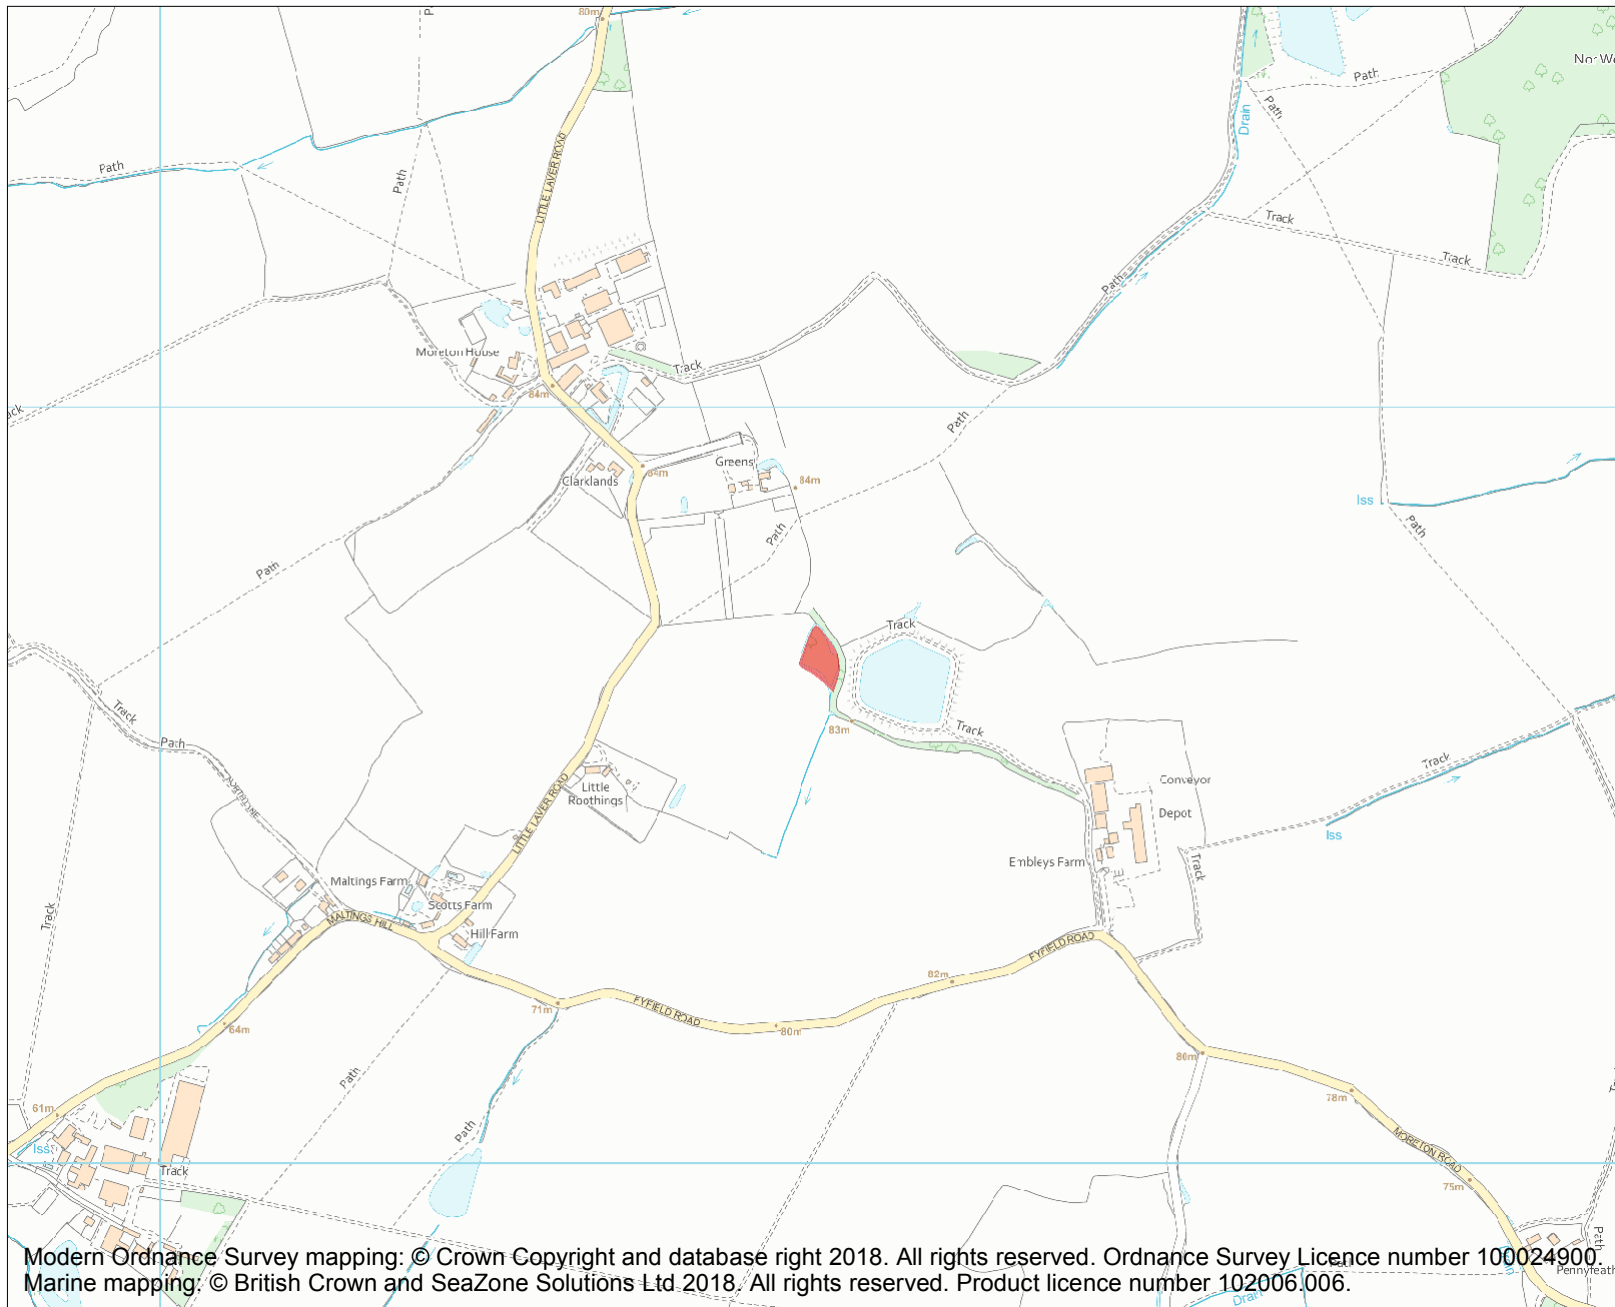 80m
Path
Path
Path
Drain
Path
LITTLE LAVER ROAD
Track
Track
Path
Moreton House
Track
84m
Path
Greens
84m
84m
Clarklands
Iss
Path
Path
Path
Track
Track
83m
Track
Path
Track
Conveyor
Little
Roothings
Depot
LITTLE LAVER ROAD
Iss
Embleys Farm
Track
Maltings Farm
Scotts Farm
Track
MALTINGS HILL
Hill Farm
FYFIELD ROAD
82m
71m
FYFIELD ROAD
64m
80m
86m
Path
78m
61m
Path
MORETON ROAD
Iss
Track
75m
Path
Modern Ordnance Survey mapping: © Crown Copyright and database right 2018. All rights reserved. Ordnance Survey Licence number 100024900.
Marine mapping: © British Crown and SeaZone Solutions Ltd 2018. All rights reserved. Product licence number 102006.006.
Drain